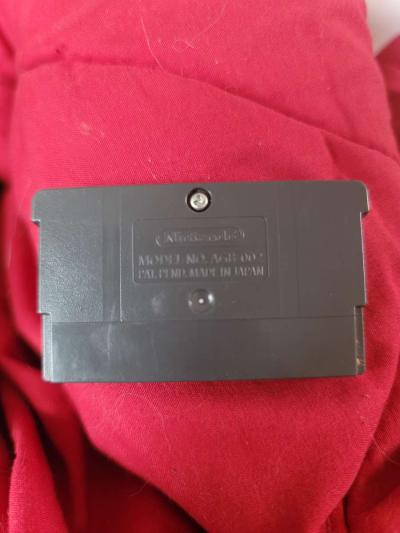 Nintendo
MODEL NO. AGB-002
PAT. PEND. MADE IN JAPAN